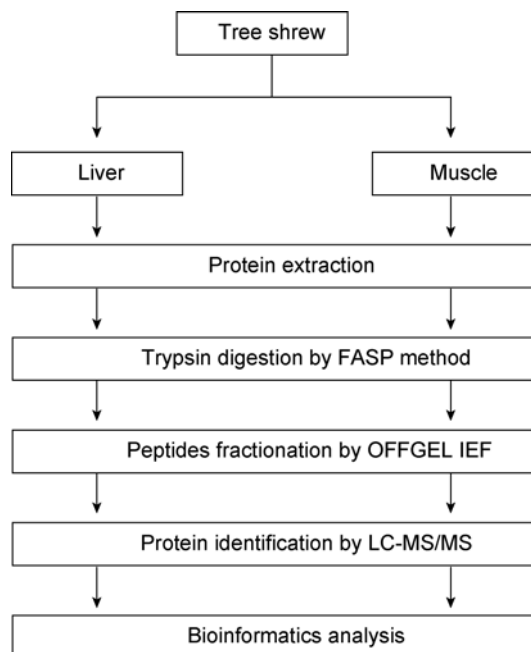 Tree shrew
Liver
Muscle
Protein extraction
Trypsin digestion by FASP method
Peptides fractionation by OFFGEL IEF
Protein identification by LC-MS/MS
Bioinformatics analysis